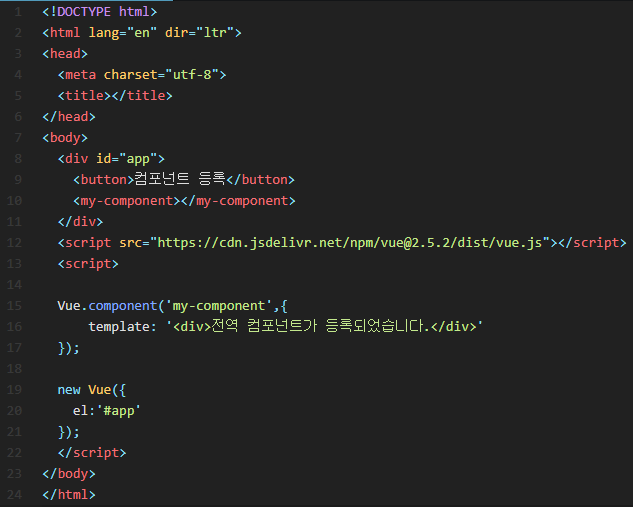 1 <!DOCTYPE html>
2 <html lang="en" dir="ltr">
3 <head>
4 <meta charset="utf-8">
5 <title></title>
6 </head>
7 <body>
8 <div id="app">
9 <button>컴포넌트 등록</button>
10 <my-component></my-component>
11 </div>
12 <script src="https://cdn.jsdelivr.net/npm/vue@2.5.2/dist/vue.js"></script>
13 <script>
14
15 Vue.component('my-component',{
16 template: '<div>전역 컴포넌트가 등록되었습니다.</div>'
17 });
18
19 new Vue({
20 el:'#app'
21 });
22 </script>
23 </body>
24 </html>